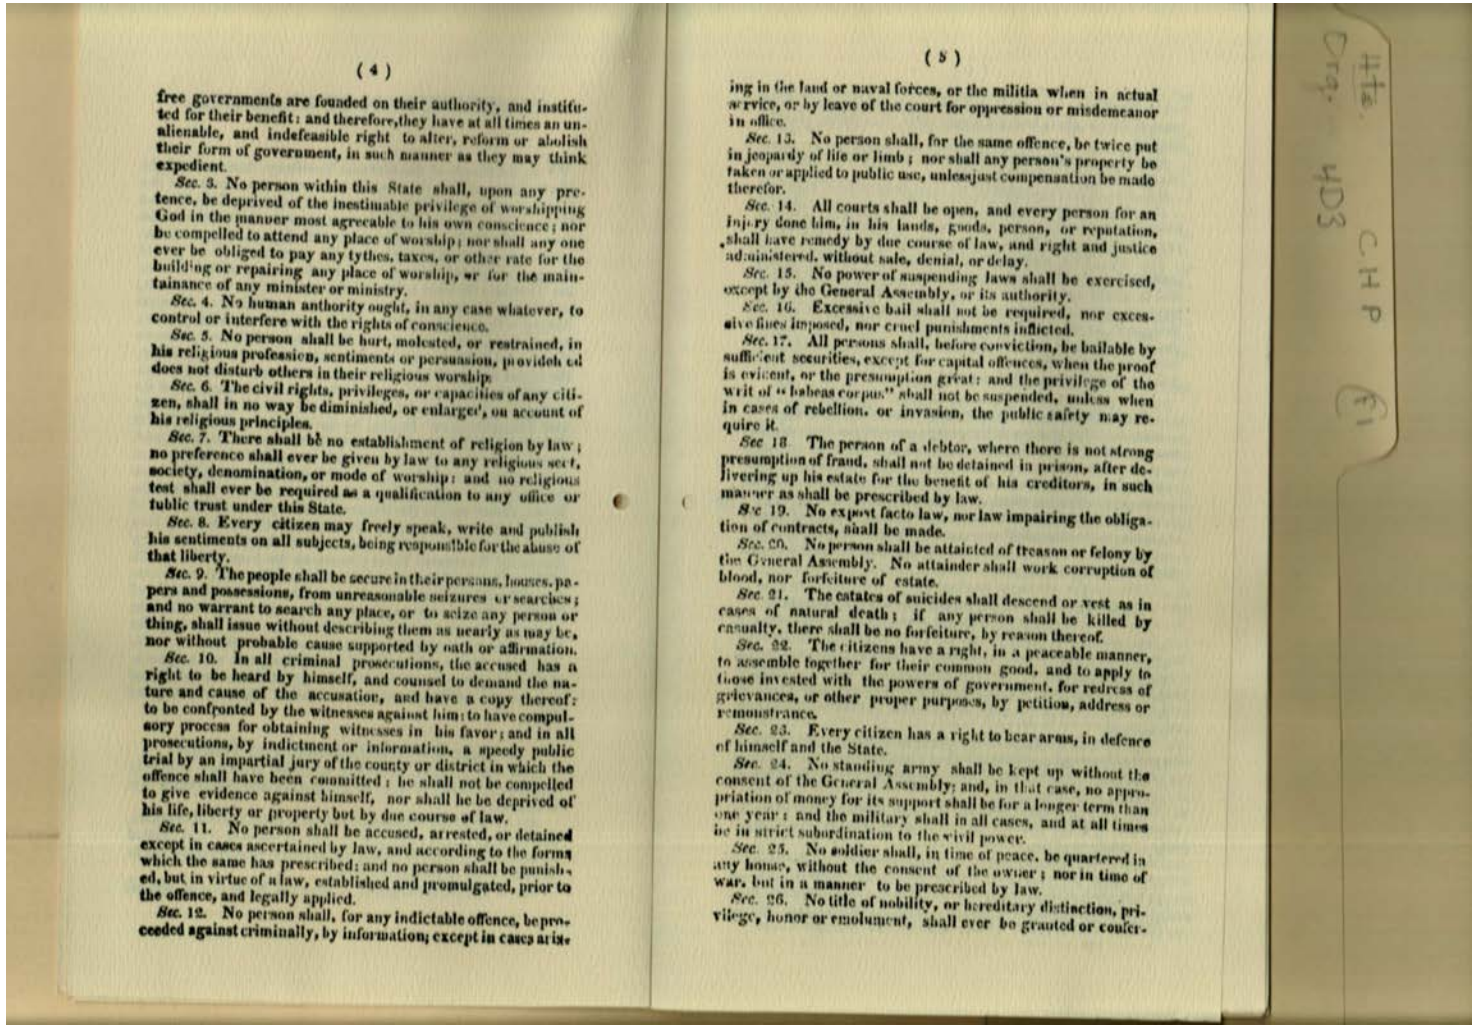 ( 4 )
free governments are founded on their authority, and institu-
ted for their benefit: and therefore,they have at all times an un-
alienable, and indefeasible right to alter, reform or abolish
their form of government, in such manner as they may think
expedient.
Sec. 3. No person within this State shall, upon any pre-
tence, be deprived of the inestimable privilege of worshipping
God in the manner most agreeable to his own conscience; nor
be compelled to attend any place of worship; nor shall any one
ever be obliged to pay any tythes, taxes, or other rate for the
building or repairing any place of worship, or for the main-
tainance of any minister or ministry.
Sec. 4. No human anthority ought, in any case whatever, to
control or interfere with the rights of conscience.
Sec. 5. No person shall be hurt, molested, or restrained, in
his religious profession, sentiments or persuasion, provideh ed
does not disturb others in their religious worship.
Sec. 6. The civil rights, privileges, or capacities of any citi-
zen, shall in no way be diminished, or enlarged, on account of
his religious principles.
Sec. 7. There shall be no establishment of religion by law;
no preference shall ever be given by law to any religious sect,
society, denomination, or mode of worship: and no religious
test shall ever be required as a qualification to any office or
fublic trust under this State.
Sec. 8. Every citizen may freely speak, write and publish
his sentiments on all subjects, being responsible for the abuse of
that liberty.
Sec. 9. The people shall be secure in their persons, houses, pa-
pers and possessions, from unreasonable seizures or searches;
and no warrant to search any place, or to seize any person or
thing, shall issue without describing them as nearly as may be,
nor without probable cause supported by oath or affirmation.
Sec. 10. In all criminal prosecutions, the accused has a
right to be heard by himself, and counsel to demand the na-
ture and cause of the accusation, and have a copy thereof:
to be confronted by the witnesses against him: to have compul-
sory process for obtaining witnesses in his favor; and in all
prosecutions, by indictment or information, a speedy public
trial by an impartial jury of the county or district in which the
offence shall have been committed; he shall not be compelled
to give evidence against himself, nor shall he be deprived of
his life, liberty or property but by due course of law.
Sec. 11. No person shall be accused, arrested, or detained
except in cases ascertained by law, and according to the forms
which the same has prescribed: and no person shall be punish-
ed, but in virtue of a law, established and promulgated, prior to
the offence, and legally applied.
Sec. 12. No person shall, for any indictable offence, be pro-
ceeded against criminally, by information; except in cases aris-
( 5 )
ing in the land or naval forces, or the militia when in actual
service, or by leave of the court for oppression or misdemeanor
in office.
Sec. 13. No person shall, for the same offence, be twice put
in jeopardy of life or limb; nor shall any person's property be
taken or applied to public use, unless just compensation be made
therefor.
Sec. 14. All courts shall be open, and every person for an
injury done him, in his lands, goods, person, or reputation,
shall have remedy by due course of law, and right and justice
administered, without sale, denial, or delay.
Sec. 15. No power of suspending laws shall be exercised,
except by the General Assembly, or its authority.
Sec. 16. Excessive bail shall not be required, nor exces-
sive fines imposed, nor cruel punishments inflicted.
Sec. 17. All persons shall, before conviction, be bailable by
sufficient securities, except for capital offences, when the proof
is evicent, or the presumption great: and the privilege of the
writ of "habeas corpus" shall not be suspended, unless when
in cases of rebellion, or invasion, the public safety may re-
quire it.
Sec 18 The person of a debtor, where there is not strong
presumption of fraud, shall not be detained in prison, after de-
livering up his estate for the benefit of his creditors, in such
manner as shall be prescribed by law.
Sec 19. No expost facto law, nor law impairing the obliga-
tion of contracts, shall be made.
Sec. 20. No person shall be attainted of treason or felony by
the General Assembly. No attainder shall work corruption of
blood, nor forfeiture of estate.
Sec. 21. The estates of suicides shall descend or vest as in
cases of natural death; if any person shall be killed by
casualty, there shall be no forfeiture, by reason thereof.
Sec. 22. The citizens have a right, in a peaceable manner,
to assemble together for their common good, and to apply to
those invested with the powers of government, for redress of
grievances, or other proper purposes, by petition, address or
remonstrance.
Sec. 23. Every citizen has a right to bear arms, in defence
of himself and the State.
Sec. 24. No standing army shall be kept up without the
consent of the General Assembly; and, in that case, no appro-
priation of money for its support shall be for a longer term than
one year: and the military shall in all cases, and at all times
be in strict subordination to the civil power.
Sec. 25. No soldier shall, in time of peace, be quartered in
any house, without the consent of the owner; nor in time of
war, but in a manner to be prescribed by law.
Sec. 26. No title of nobility, or hereditary distinction, pri-
vilege, honor or emolument, shall ever be granted or confer-
CHP
4D3